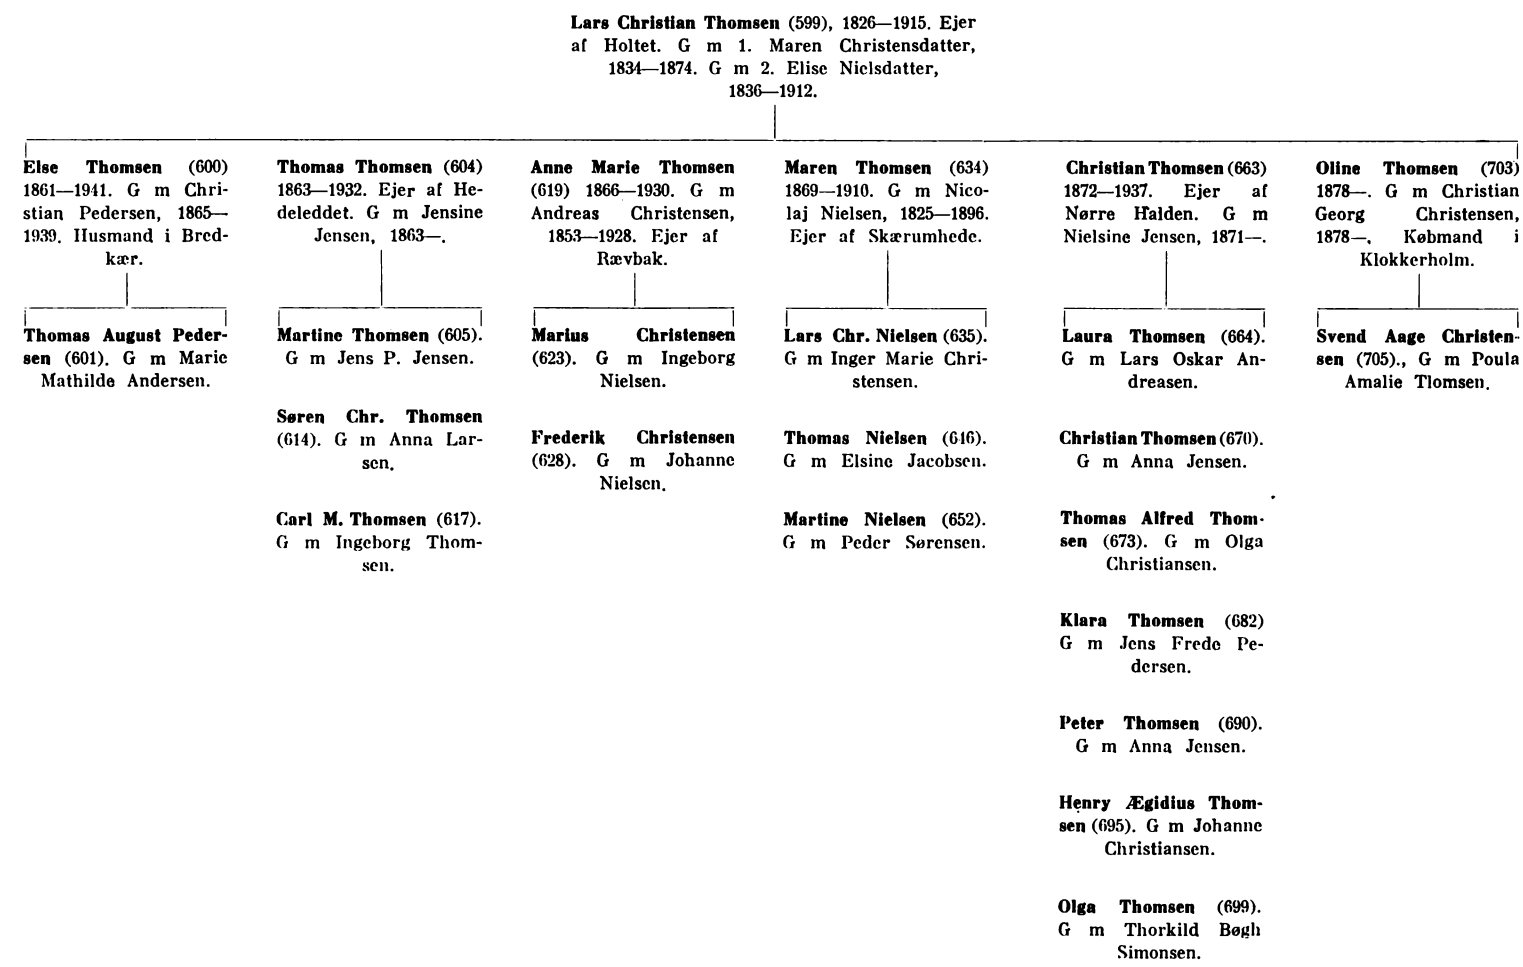 Lars Christian Thomsen (599), 1826—1915. Ejer
af Holtet. G m 1. Maren Christensdatter,
1834—1874. G m 2. Elise Nielsdatter,
1836—1912.
Else Thomsen (600)
1861—1941. G m Chri-
stian Pedersen, 1865—
1939. Husmand i Bred-
kær.
Thomas August Peder-
sen (601). G m Marie
Mathilde Andersen.
Thomas Thomsen (604)
1863—1932. Ejer af He-
deleddet. G m Jensine
Jensen, 1863—.
Martine Thomsen (605).
G m Jens P. Jensen.
Søren Chr. Thomsen
(614). G m Anna Lar-
sen.
Carl M. Thomsen (617).
G m Ingeborg Thom-
sen.
Anne Marie Thomsen
(619) 1866—1930. G m
Andreas Christensen,
1853—1928. Ejer af
Rævbak.
Marius Christensen
(623). G m Ingeborg
Nielsen.
Frederik Christensen
(628). G m Johanne
Nielsen.
Maren Thomsen (634)
1869—1910. G m Nico-
laj Nielsen, 1825—1896.
Ejer af Skærumhede.
Lars Chr. Nielsen (635).
G m Inger Marie Chri-
stensen.
Thomas Nielsen (646).
G m Elsine Jacobsen.
Martine Nielsen (652).
G m Peder Sørensen.
Christian Thomsen (663)
1872—1937. Ejer af
Nørre Halden. G m
Nielsine Jensen, 1871—.
Laura Thomsen (664).
G m Lars Oskar An-
dreasen.
Christian Thomsen (670).
G m Anna Jensen.
Thomas Alfred Thom-
sen (673). G m Olga
Christiansen.
Klara Thomsen (682)
G m Jens Frede Pe-
dersen.
Peter Thomsen (690).
G m Anna Jensen.
Henry Ægidius Thom-
sen (695). G m Johanne
Christiansen.
Olga Thomsen (699).
G m Thorkild Bøgh
Simonsen.
Oline Thomsen (703)
1878—. G m Christian
Georg Christensen,
1878—. Købmand i
Klokkerholm.
Svend Aage Christen-
sen (705)., G m Poula
Amalie Tlomsen.